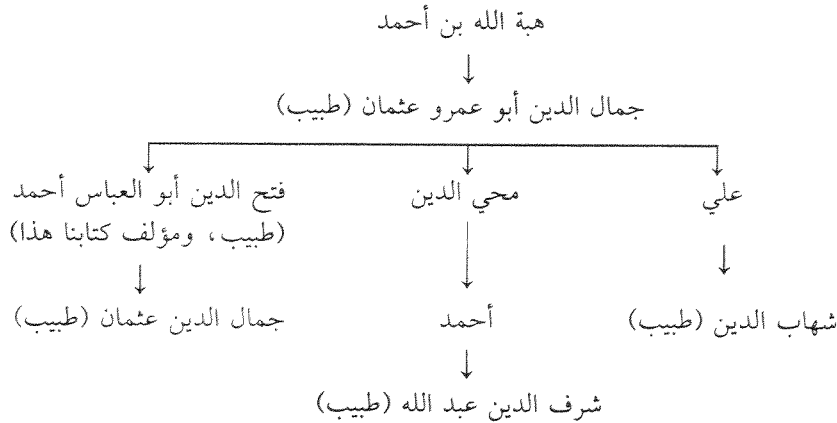 هبة الله بن أحمد
جمال الدين أبو عمرو عثمان (طبيب)
علي
محي الدين
فتح الدين أبو العباس أحمد
(طبيب، ومؤلف كتابنا هذا)
شهاب الدين (طبيب)
أحمد
جمال الدين عثمان (طبيب)
شرف الدين عبد الله (طبيب)